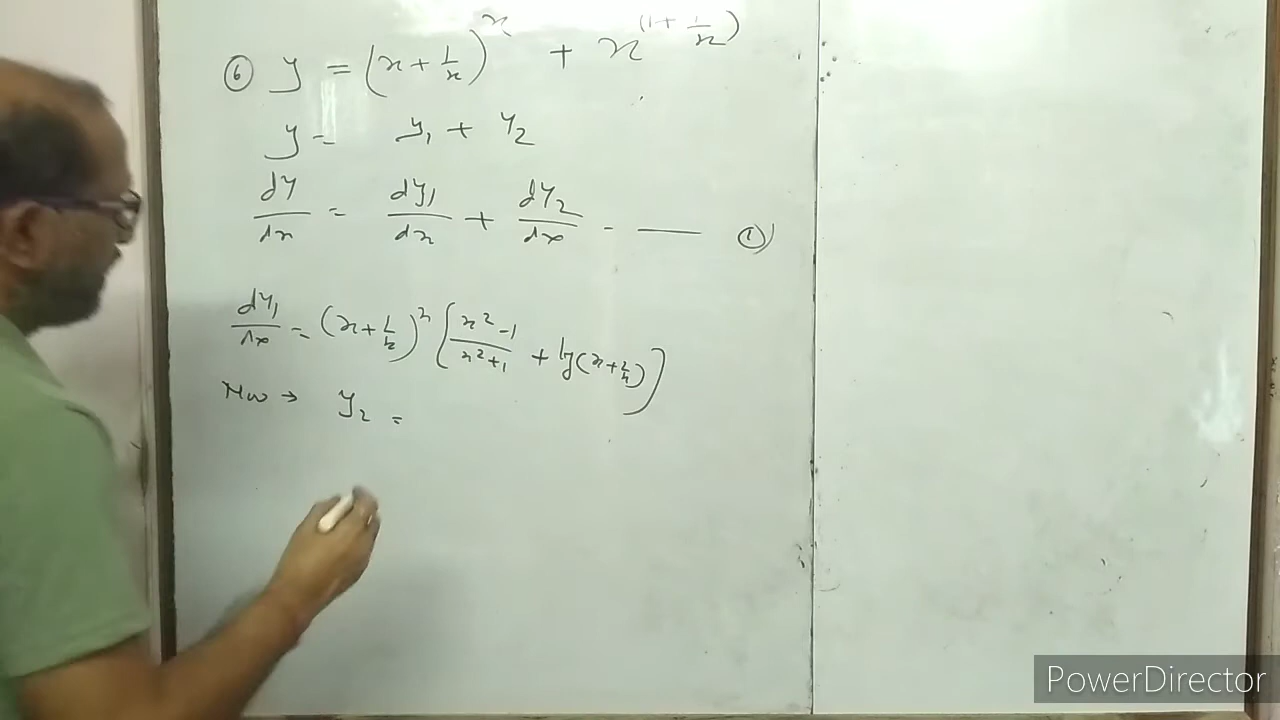 ⑥ y = (x + 1/x)^x + x^(1 + 1/x)
y = y₁ + y₂
dy/dx = dy₁/dx + dy₂/dx - —— ①
dy₁/dx = (x + 1/x)^x [(x² - 1)/(x² + 1) + log(x + 1/x)]
Now → y₂ =
PowerDirector